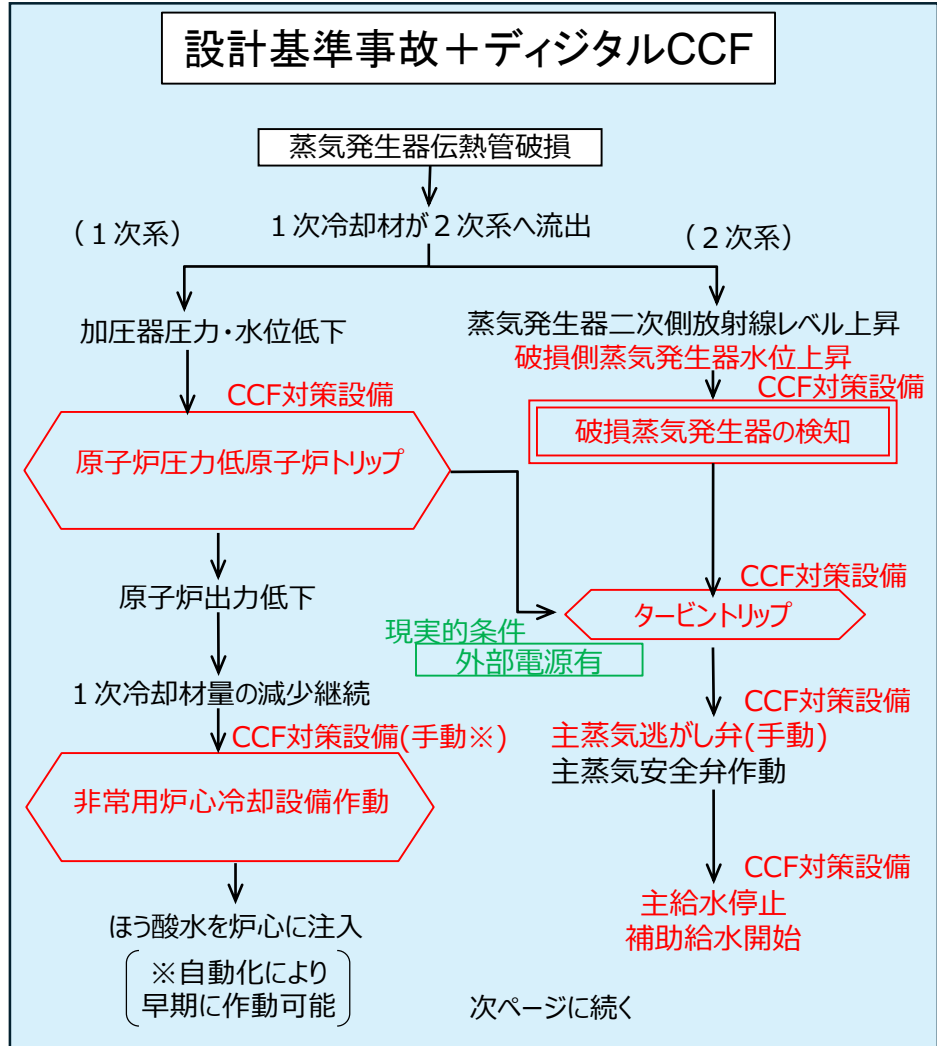 設計基準事故＋ディジタルCCF
蒸気発生器伝熱管破損
１次冷却材が２次系へ流出
（１次系）
（２次系）
加圧器圧力・水位低下
CCF対策設備
原子炉圧力低原子炉トリップ
原子炉出力低下
１次冷却材量の減少継続
CCF対策設備(手動※)
非常用炉心冷却設備作動
ほう酸水を炉心に注入
※自動化により
早期に作動可能
蒸気発生器二次側放射線レベル上昇
破損側蒸気発生器水位上昇
CCF対策設備
破損蒸気発生器の検知
CCF対策設備
タービントリップ
現実的条件
外部電源有
CCF対策設備
主蒸気逃がし弁(手動)
主蒸気安全弁作動
CCF対策設備
主給水停止
補助給水開始
次ページに続く